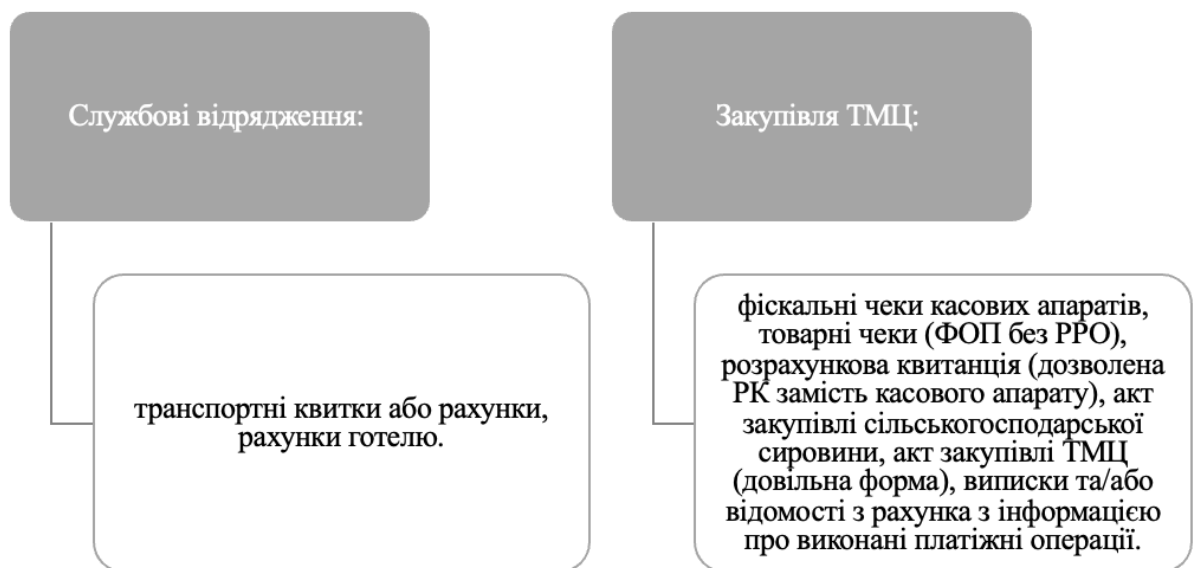 Службові відрядження:
транспортні квитки або рахунки,
рахунки готелю.
Закупівля ТМЦ:
фіскальні чеки касових апаратів,
товарні чеки (ФОП без РРО),
розрахункова квитанція (дозволена
РК замість касового апарату), акт
закупівлі сільськогосподарської
сировини, акт закупівлі ТМЦ
(довільна форма), виписки та/або
відомості з рахунка з інформацією
про виконані платіжні операції.